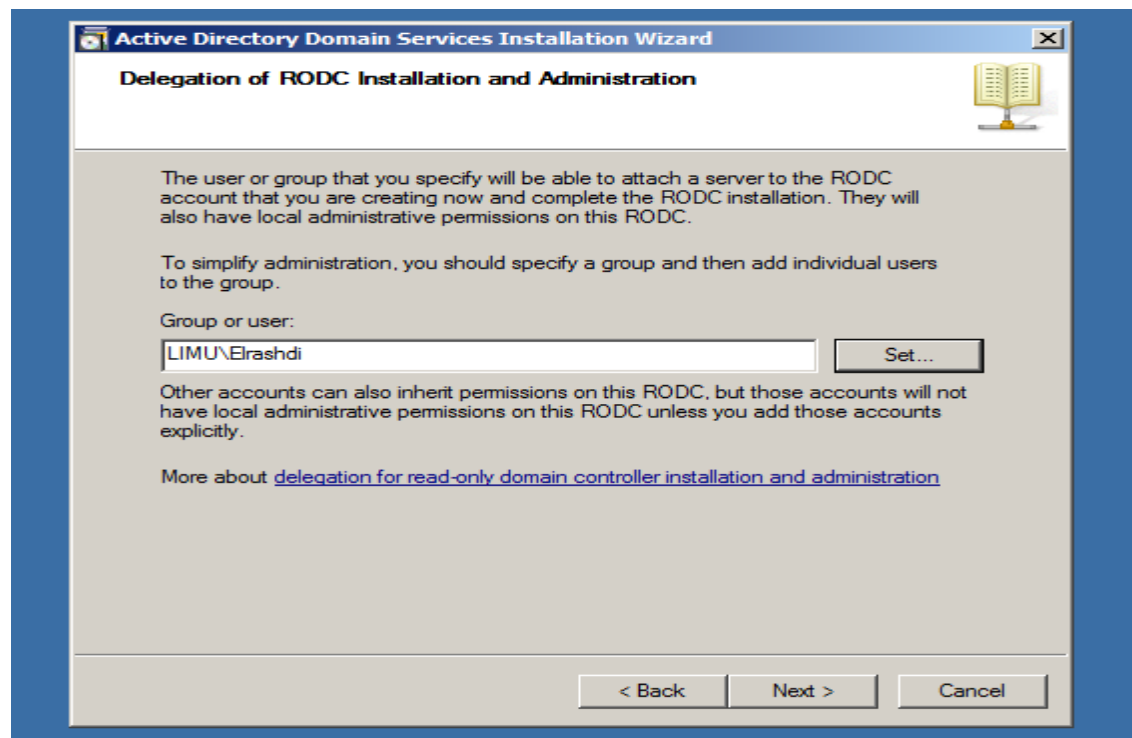 Active Directory Domain Services Installation Wizard
Delegation of RODC Installation and Administration
The user or group that you specify will be able to attach a server to the RODC
account that you are creating now and complete the RODC installation. They will
also have local administrative permissions on this RODC.
To simplify administration, you should specify a group and then add individual users
to the group.
Group or user:
LIMU\Elrashdi
Set...
Other accounts can also inherit permissions on this RODC, but those accounts will not
have local administrative permissions on this RODC unless you add those accounts
explicitly.
More about delegation for read-only domain controller installation and administration
< Back
Next >
Cancel